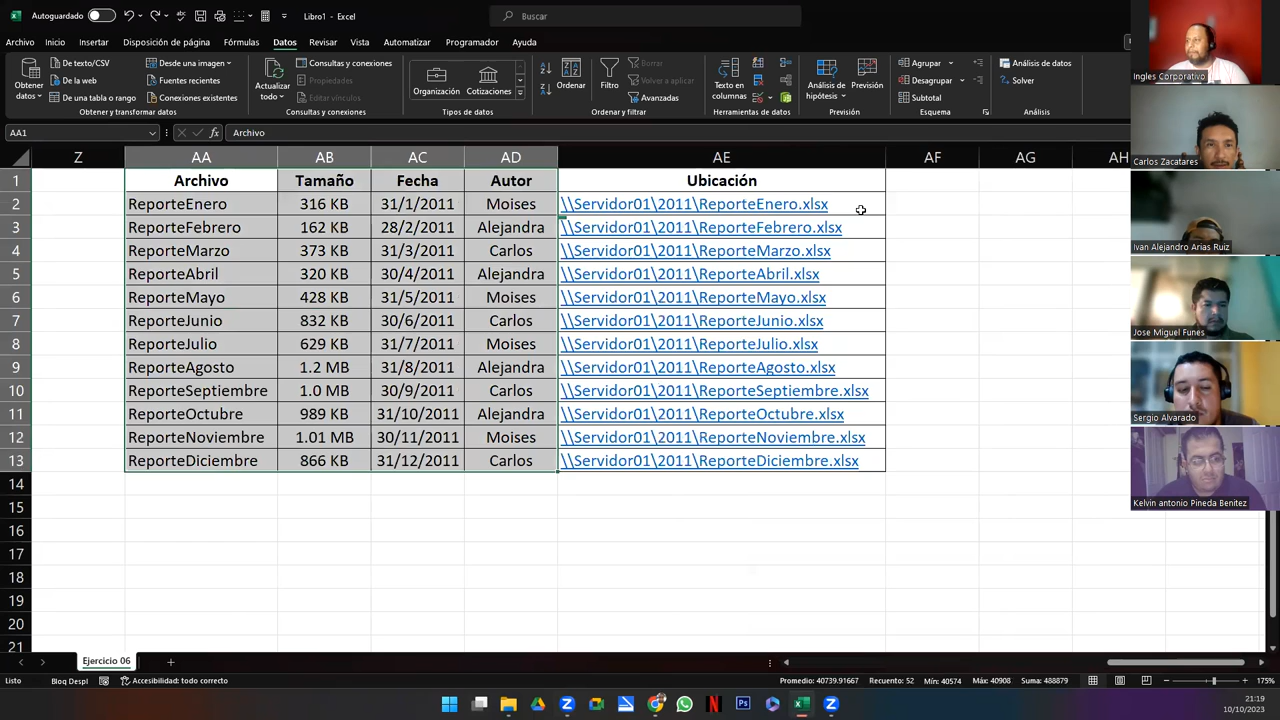 Autoguardado
Libro1 - Excel
Buscar
Archivo Inicio Insertar Disposición de página Fórmulas Datos Revisar Vista Automatizar Programador Ayuda
Obtener datos
De texto/CSV
De la web
De una tabla o rango
Desde una imagen
Fuentes recientes
Conexiones existentes
Obtener y transformar datos
Actualizar todo
Consultas y conexiones
Propiedades
Editar vínculos
Consultas y conexiones
Organización
Cotizaciones
Tipos de datos
Ordenar
Filtro
Borrar
Volver a aplicar
Avanzadas
Ordenar y filtrar
Texto en columnas
Herramientas de datos
Análisis de hipótesis
Previsión
Previsión
Agrupar
Desagrupar
Subtotal
Esquema
Análisis de datos
Solver
Análisis
AA1
fx
Archivo
Z AA AB AC AD AE AF AG AH
1 Archivo Tamaño Fecha Autor Ubicación
2 ReporteEnero 316 KB 31/1/2011 Moises \\Servidor01\2011\ReporteEnero.xlsx
3 ReporteFebrero 162 KB 28/2/2011 Alejandra \\Servidor01\2011\ReporteFebrero.xlsx
4 ReporteMarzo 373 KB 31/3/2011 Carlos \\Servidor01\2011\ReporteMarzo.xlsx
5 ReporteAbril 320 KB 30/4/2011 Alejandra \\Servidor01\2011\ReporteAbril.xlsx
6 ReporteMayo 428 KB 31/5/2011 Moises \\Servidor01\2011\ReporteMayo.xlsx
7 ReporteJunio 832 KB 30/6/2011 Carlos \\Servidor01\2011\ReporteJunio.xlsx
8 ReporteJulio 629 KB 31/7/2011 Moises \\Servidor01\2011\ReporteJulio.xlsx
9 ReporteAgosto 1.2 MB 31/8/2011 Alejandra \\Servidor01\2011\ReporteAgosto.xlsx
10 ReporteSeptiembre 1.0 MB 30/9/2011 Carlos \\Servidor01\2011\ReporteSeptiembre.xlsx
11 ReporteOctubre 989 KB 31/10/2011 Alejandra \\Servidor01\2011\ReporteOctubre.xlsx
12 ReporteNoviembre 1.01 MB 30/11/2011 Moises \\Servidor01\2011\ReporteNoviembre.xlsx
13 ReporteDiciembre 866 KB 31/12/2011 Carlos \\Servidor01\2011\ReporteDiciembre.xlsx
14
15
16
17
18
19
20
21
Ingles Corporativo
Carlos Zacatares
Ivan Alejandro Arias Ruiz
Jose Miguel Funes
Sergio Alvarado
Kelvin antonio Pineda Benitez
Ejercicio 06
Listo Bloq Despl Accesibilidad: todo correcto Promedio: 40739.91667 Recuento: 52 Mín: 40574 Máx: 40908 Suma: 488879 175%
21:19
10/10/2023